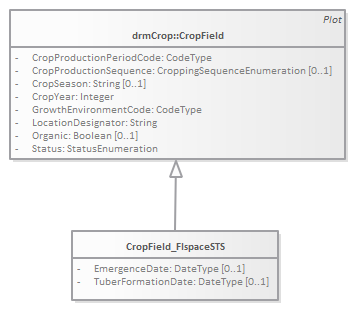 Plot
drmCrop::CropField
- CropProductionPeriodCode: CodeType
- CropProductionSequence: CroppingSequenceEnumeration [0..1]
- CropSeason: String [0..1]
- CropYear: Integer
- GrowthEnvironmentCode: CodeType
- LocationDesignator: String
- Organic: Boolean [0..1]
- Status: StatusEnumeration
CropField_FIspaceSTS
- EmergenceDate: DateType [0..1]
- TuberFormationDate: DateType [0..1]